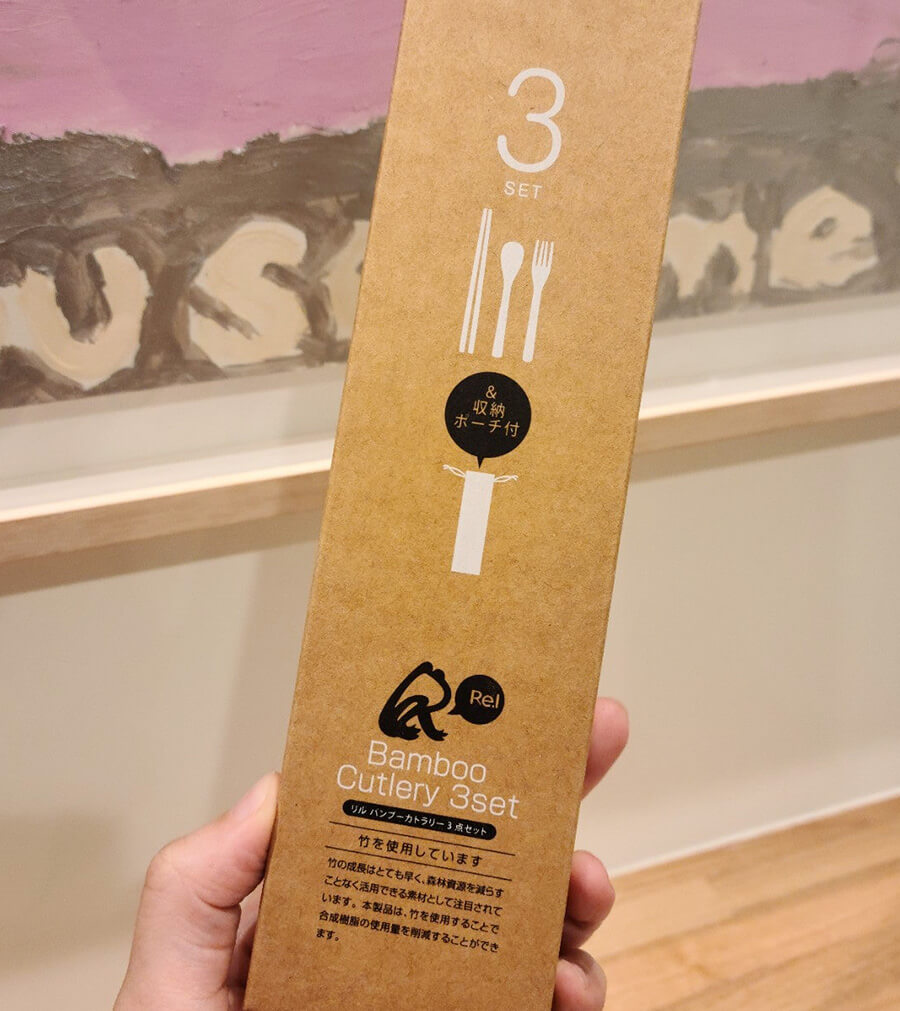 3
SET
&
収納
ポーチ付
Re.l
Bamboo
Cutlery 3set
リル バンブーカトラリー 3 点セット
竹を使用しています
竹の成長はとても早く、森林資源を減らす
ことなく活用できる素材として注目されて
います。本製品は、竹を使用することで
合成樹脂の使用量を削減することができ
ます。
us
me